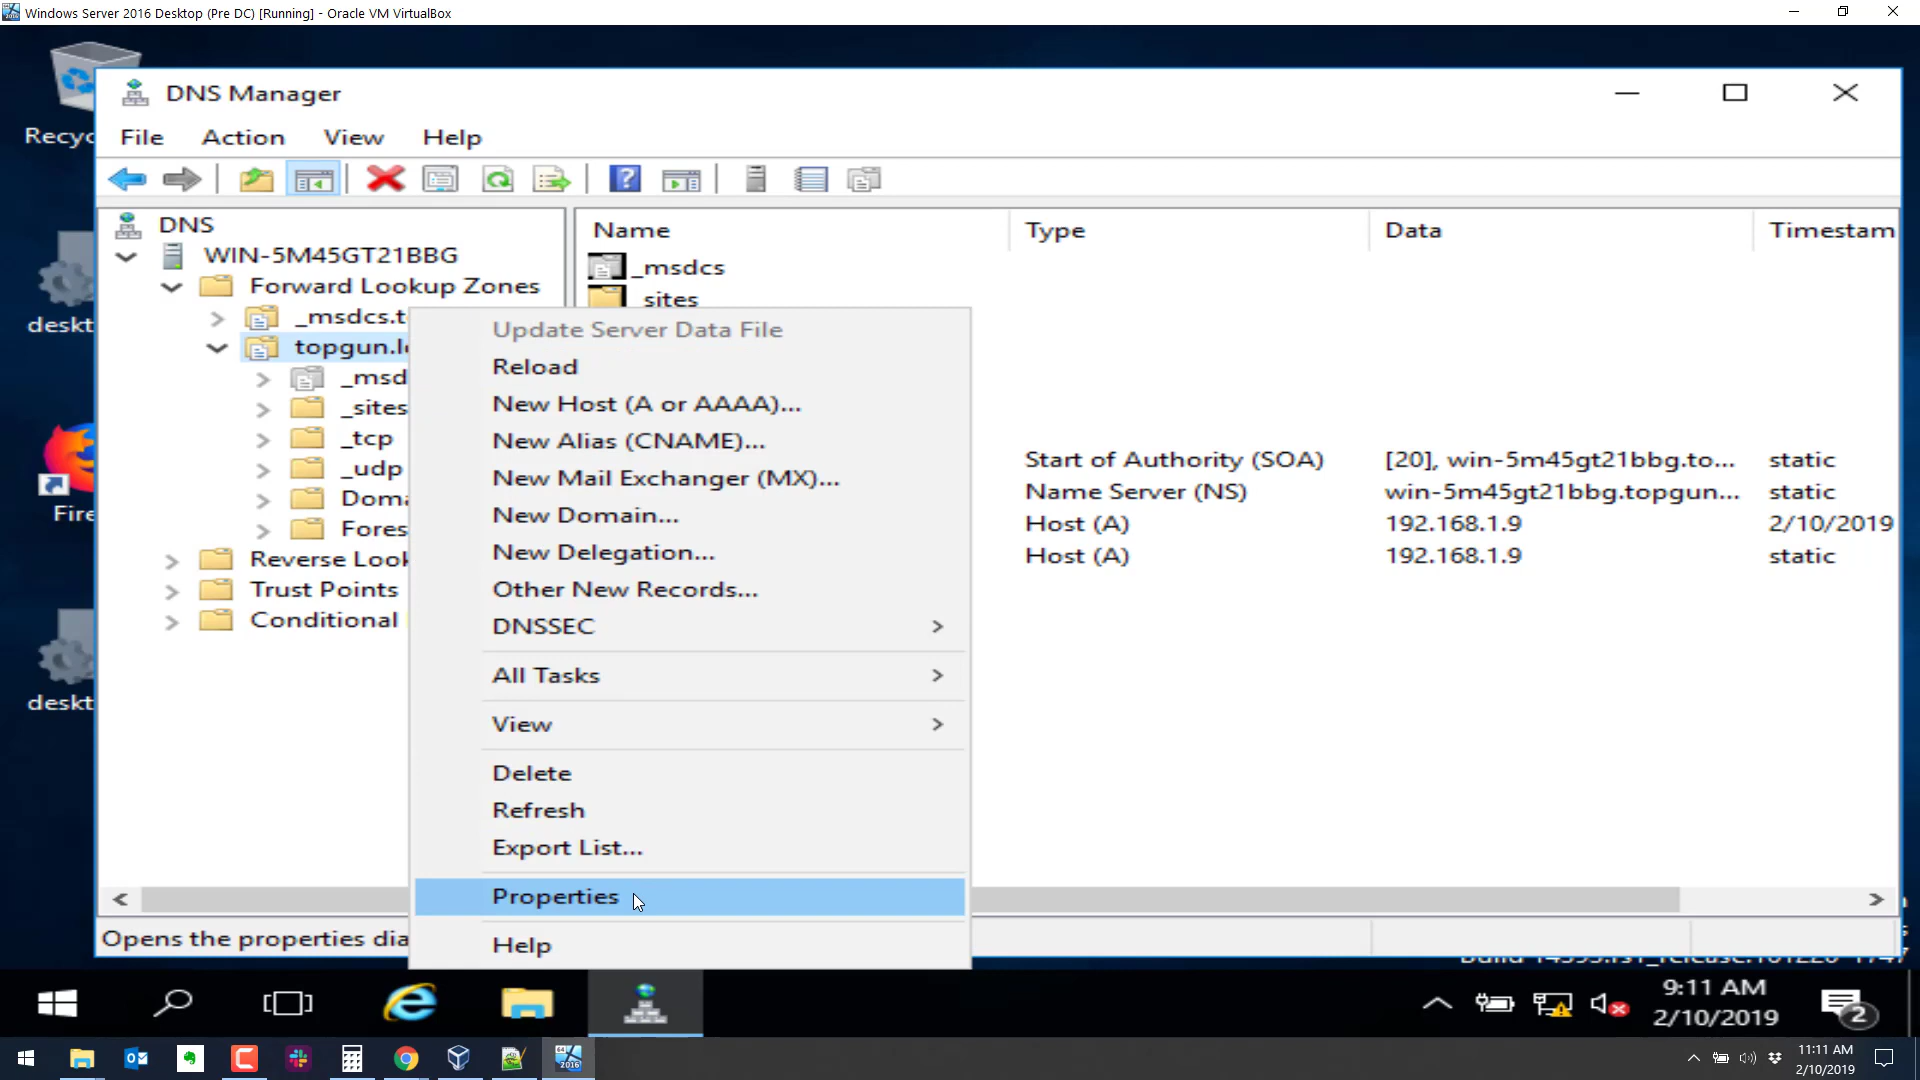 Windows Server 2016 Desktop (Pre DC) [Running] - Oracle VM VirtualBox
Recyc
DNS Manager
File Action View Help
DNS
WIN-5M45GT21BBG
Forward Lookup Zones
_msdcs.t
topgun.l
_msd
_sites
_tcp
_udp
Doma
Fores
Reverse Look
Trust Points
Conditional
Name Type Data Timestam
_msdcs
_sites
Start of Authority (SOA) [20], win-5m45gt21bbg.to... static
Name Server (NS) win-5m45gt21bbg.topgun... static
Host (A) 192.168.1.9 2/10/2019
Host (A) 192.168.1.9 static
Update Server Data File
Reload
New Host (A or AAAA)...
New Alias (CNAME)...
New Mail Exchanger (MX)...
New Domain...
New Delegation...
Other New Records...
DNSSEC
All Tasks
View
Delete
Refresh
Export List...
Properties
Help
Opens the properties dia
deskt
Fire
deskt
9:11 AM
2/10/2019
2
2016
11:11 AM
2/10/2019